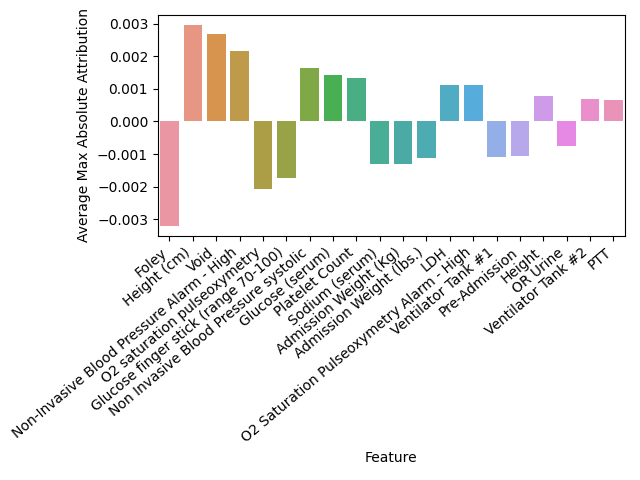 Average Max Absolute Attribution
0.003
0.002
0.001
0.000
−0.001
−0.002
−0.003
Foley
Height (cm)
Void
Non-Invasive Blood Pressure Alarm - High
O2 saturation pulseoxymetry
Glucose finger stick (range 70-100)
Non Invasive Blood Pressure systolic
Glucose (serum)
Platelet Count
Sodium (serum)
Admission Weight (Kg)
Admission Weight (lbs.)
LDH
O2 Saturation Pulseoxymetry Alarm - High
Ventilator Tank #1
Pre-Admission
Height
OR Urine
Ventilator Tank #2
PTT
Feature